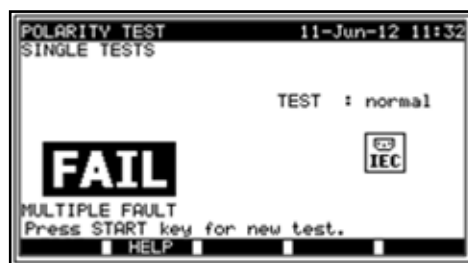 POLARITY TEST 11-Jun-12 11:32
SINGLE TESTS
TEST : normal
IEC
FAIL
MULTIPLE FAULT
Press START key for new test.
HELP